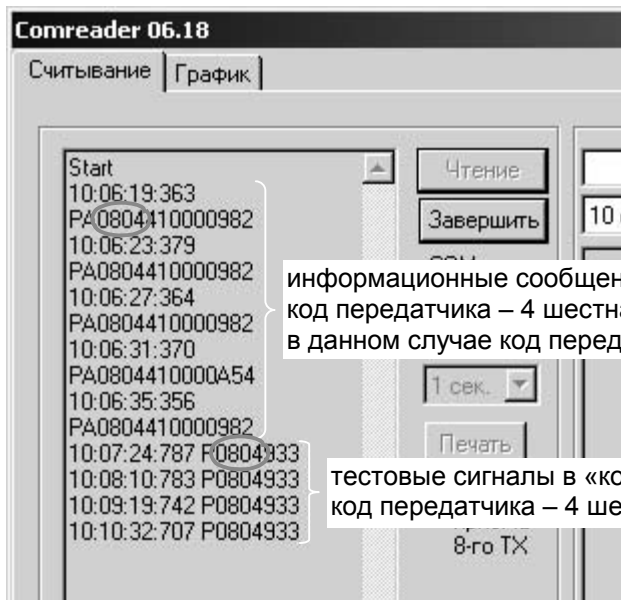 Comreader 06.18
Считывание График
Start
10:06:19:363
PA0804410000982
10:06:23:379
PA0804410000982
10:06:27:364
PA0804410000982
10:06:31:370
PA0804410000A54
10:06:35:356
PA0804410000982
10:07:24:787 P0804933
10:08:10:783 P0804933
10:09:19:742 P0804933
10:10:32:707 P0804933
Чтение
Завершить
10
информационные сообщен
код передатчика – 4 шестна
в данном случае код перед
1 сек.
Печать
тестовые сигналы в «ко
код передатчика – 4 ше
8-го TX